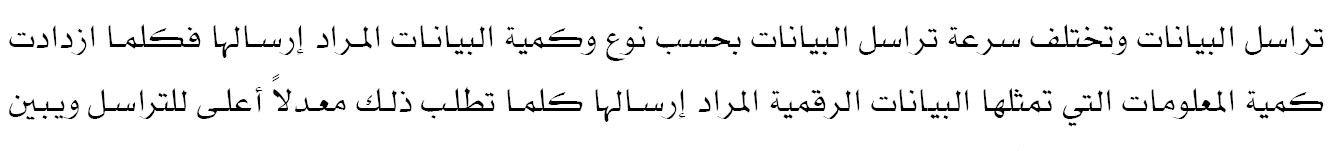 تراسل البيانات وتختلف سرعة تراسل البيانات بحسب نوع وكمية البيانات المراد إرسالها فكلما ازدادت
كمية المعلومات التي تمثلها البيانات الرقمية المراد إرسالها كلما تطلب ذلك معدلاً أعلى للتراسل ويبين